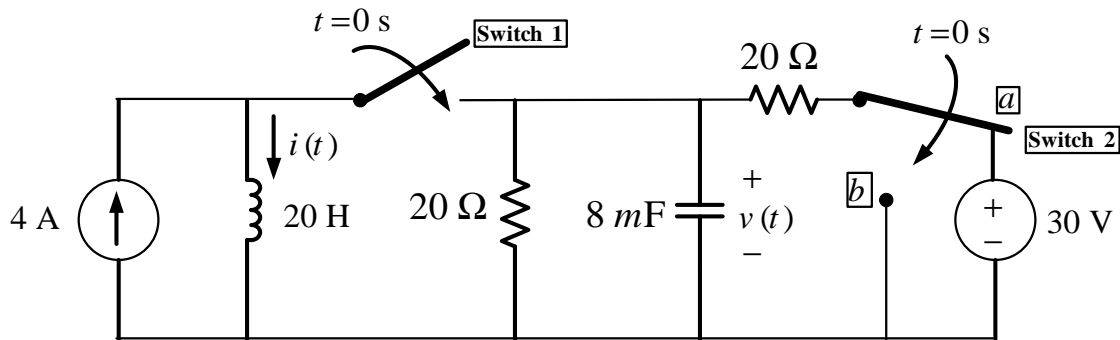 t=0 s
Switch 1
t=0 s
20 Ω
a
Switch 2
i(t)
+
b
4 A
20 H
20 Ω
8 mF
v(t)
+
−
30 V
−